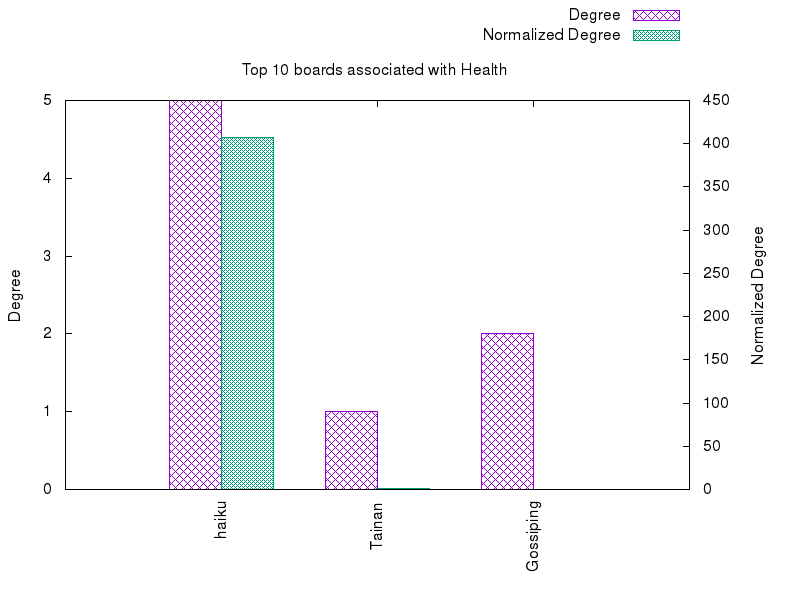 Degree
Normalized Degree
Top 10 boards associated with Health
5
4
3
2
1
0
450
400
350
300
250
200
150
100
50
0
Degree
Normalized Degree
haiku
Tainan
Gossiping